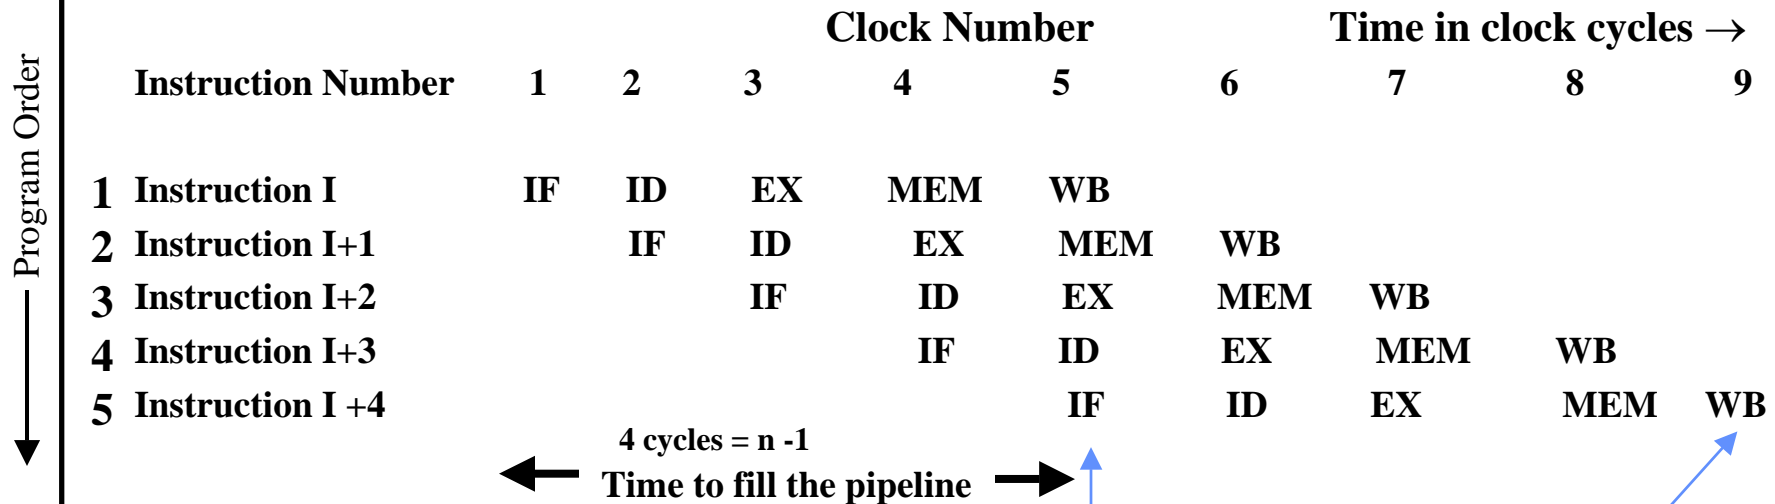 Clock Number Time in clock cycles →
Program Order
Instruction Number 1 2 3 4 5 6 7 8 9
1 Instruction I IF ID EX MEM WB
2 Instruction I+1 IF ID EX MEM WB
3 Instruction I+2 IF ID EX MEM WB
4 Instruction I+3 IF ID EX MEM WB
5 Instruction I +4 IF ID EX MEM WB
4 cycles = n -1
Time to fill the pipeline